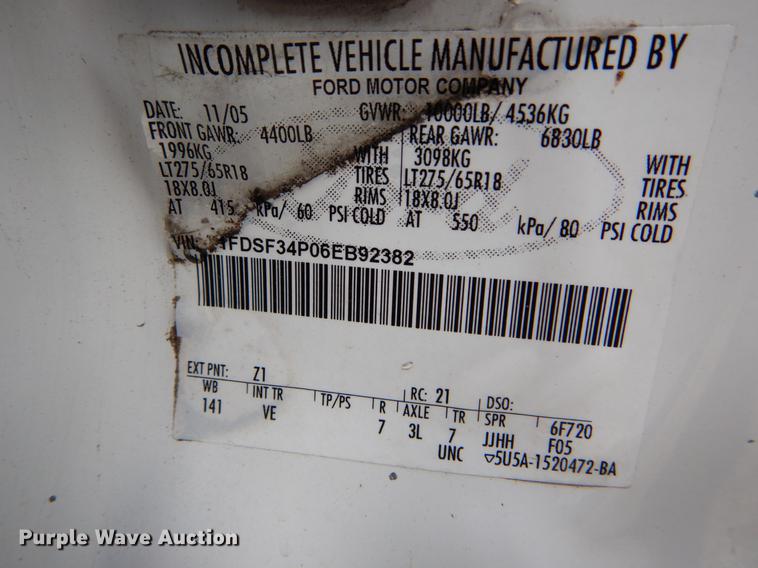 INCOMPLETE VEHICLE MANUFACTURED BY
FORD MOTOR COMPANY
DATE: 11/05 GVWR: 10000LB/ 4536KG
FRONT GAWR: 4400LB REAR GAWR: 6830LB
1996KG WITH 3098KG WITH
LT275/65R18 TIRES LT275/65R18 TIRES
18X8.0J RIMS 18X8.0J RIMS
AT 415 kPa/ 60 PSI COLD AT 550 kPa/ 80 PSI COLD
VIN: 1FDSF34P06EB92382
EXT PNT: Z1 RC: 21 DSO:
WB INT TR TP/PS R AXLE TR SPR 6F720
141 VE 7 3L 7 JJHH F05
UNC ▽5U5A-1520472-BA
Purple Wave Auction